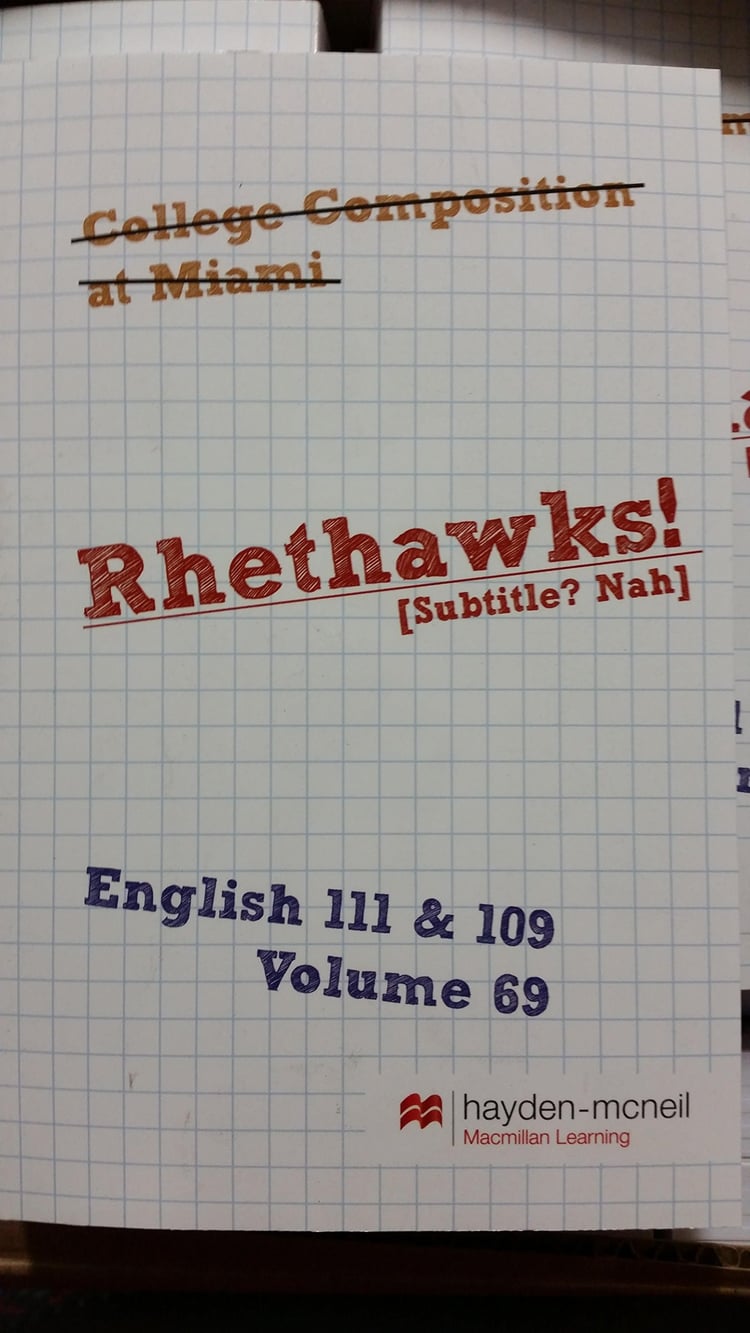 College Composition
at Miami
Rhethawks!
[Subtitle? Nah]
English 111 & 109
Volume 69
hayden-mcneil
Macmillan Learning